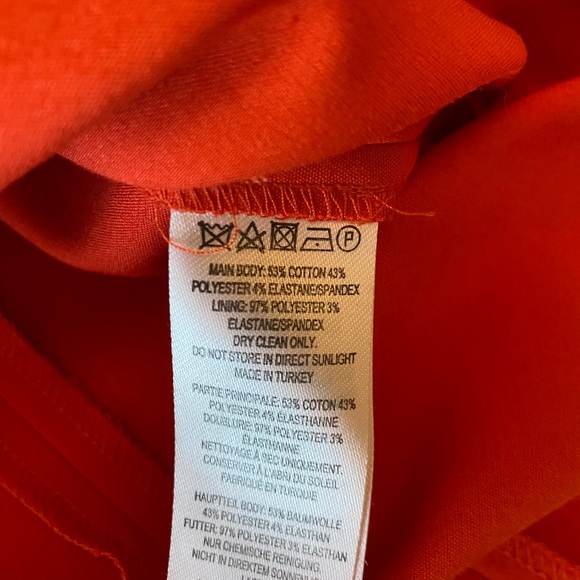 P
MAIN BODY: 53% COTTON 43%
POLYESTER 4% ELASTANE/SPANDEX
LINING: 97% POLYESTER 3%
ELASTANE/SPANDEX
DRY CLEAN ONLY.
DO NOT STORE IN DIRECT SUNLIGHT
MADE IN TURKEY
PARTIE PRINCIPALE: 53% COTON 43%
POLYESTER 4% ELASTHANNE
DOUBLURE: 97% POLYESTER 3%
ÉLASTHANNE
NETTOYAGE À SEC UNIQUEMENT.
CONSERVER À L'ABRI DU SOLEIL
FABRIQUÉ EN TURQUIE
HAUPTTEIL BODY: 53% BAUMWOLLE
43% POLYESTER 4% ELASTHAN
FUTTER: 97% POLYESTER 3% ELASTHAN
NUR CHEMISCHE REINIGUNG.
NICHT IN DIREKTEM SONNENLI